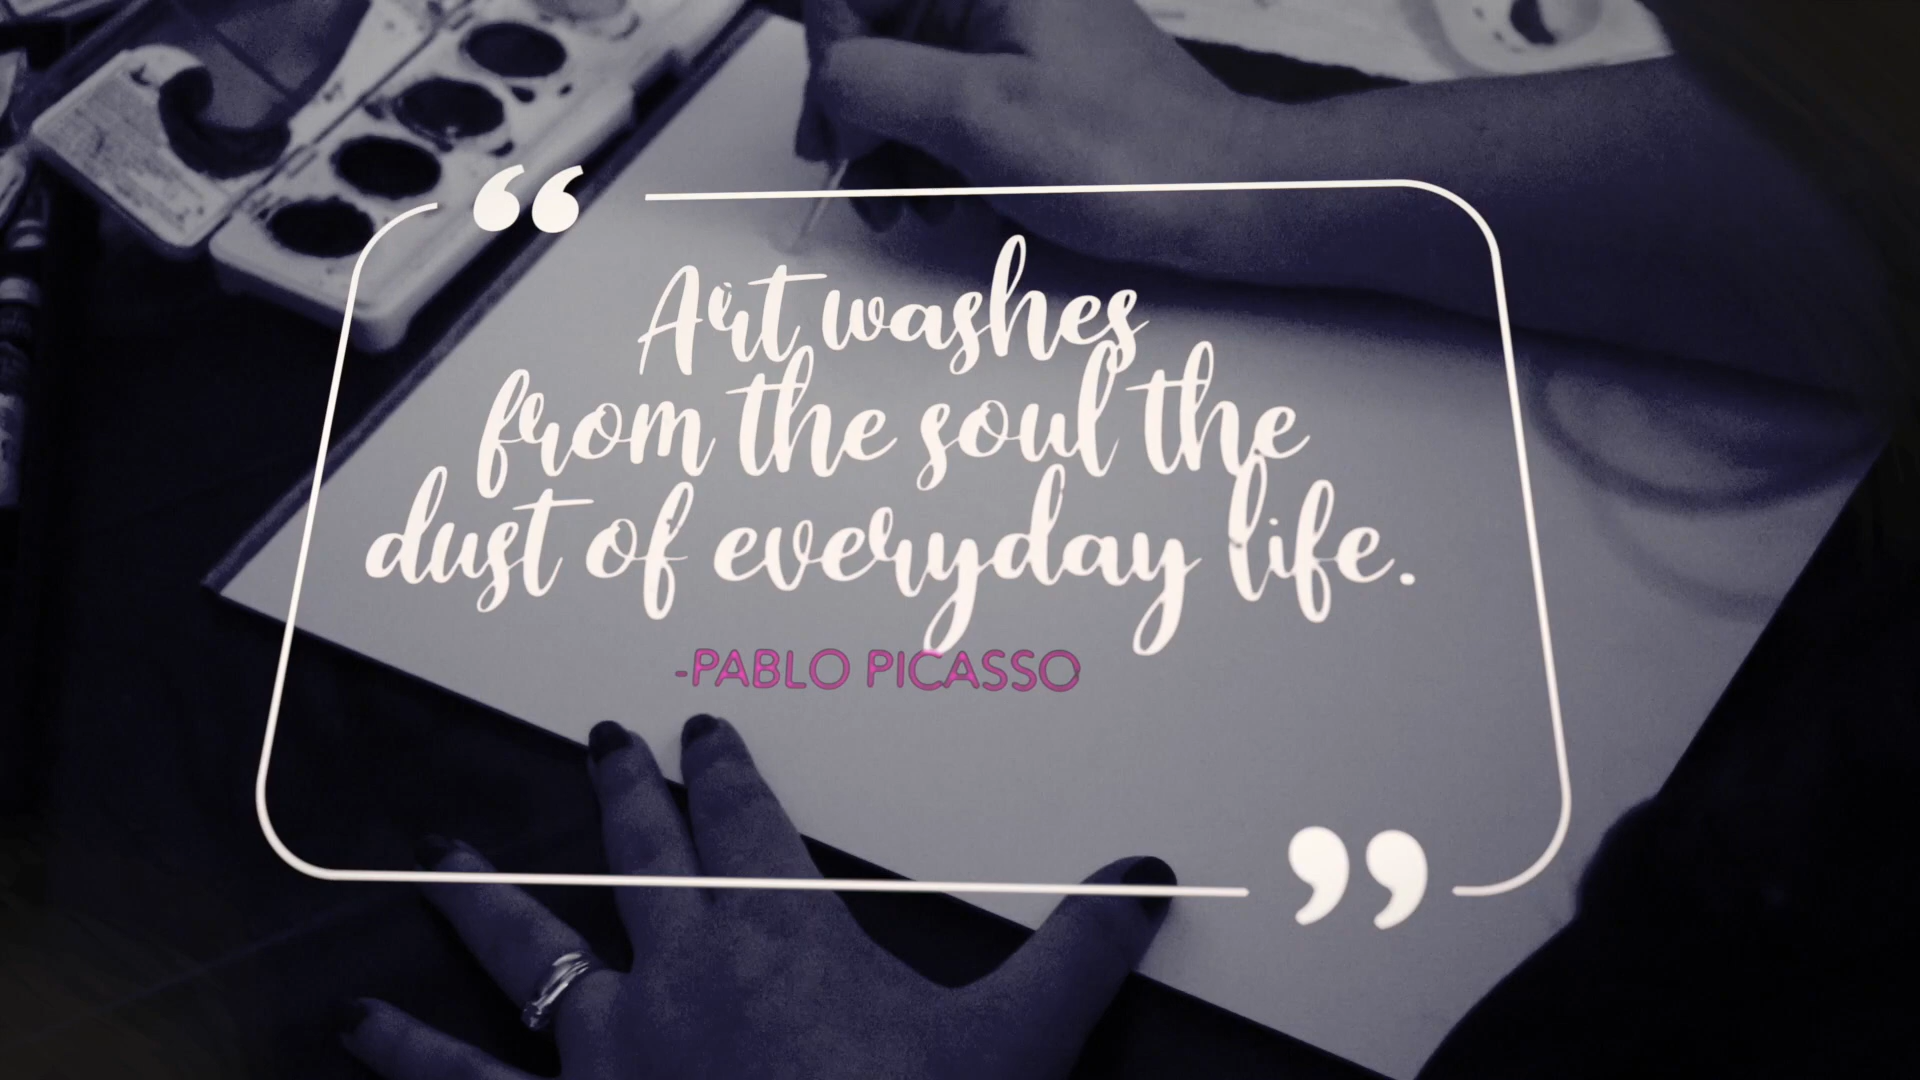 “
Art washes
from the soul the
dust of everyday life.
-PABLO PICASSO
”